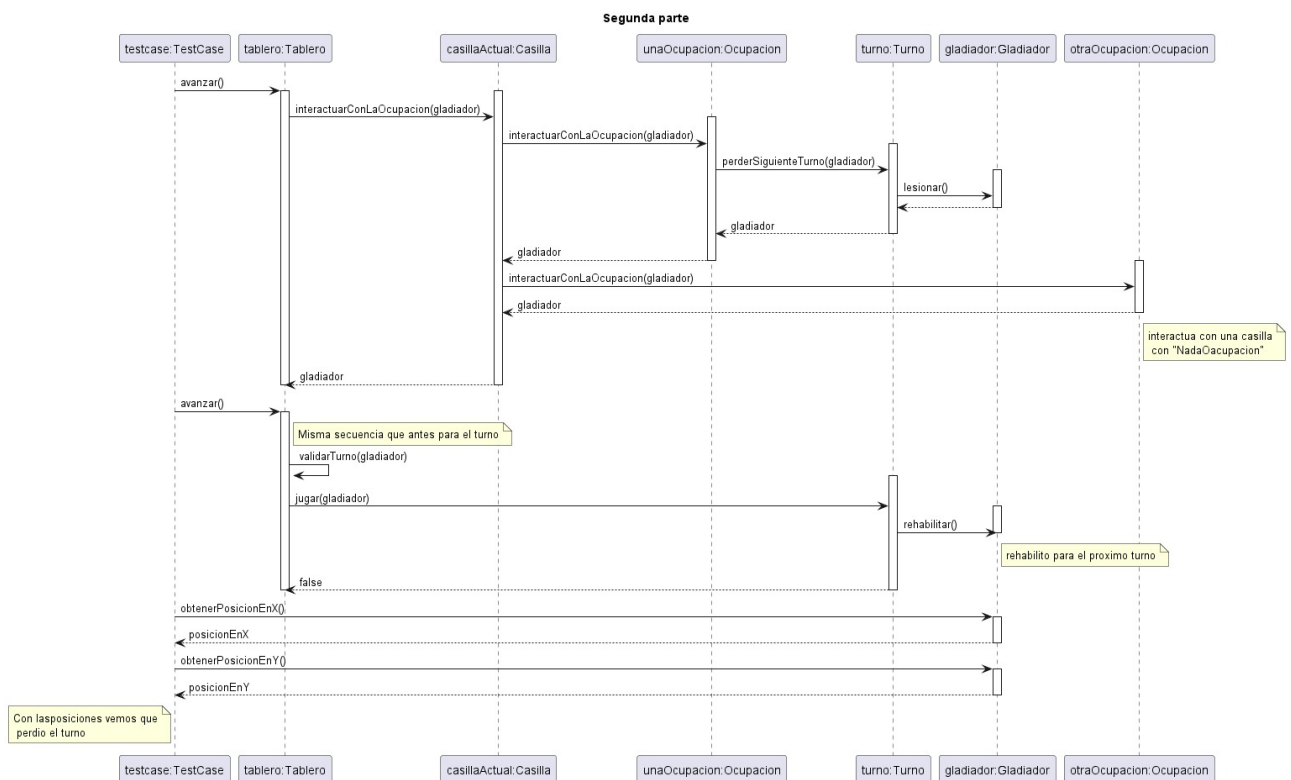 Segunda parte
testcase:TestCase
tablero:Tablero
casillaActual:Casilla
unaOcupacion:Ocupacion
turno:Turno
gladiador:Gladiador
otraOcupacion:Ocupacion
avanzar()
interactuarConLaOcupacion(gladiador)
interactuarConLaOcupacion(gladiador)
perderSiguienteTurno(gladiador)
lesionar()
gladiador
gladiador
interactuarConLaOcupacion(gladiador)
gladiador
interactua con una casilla
con "NadaOacupacion"
gladiador
avanzar()
Misma secuencia que antes para el turno
validarTurno(gladiador)
jugar(gladiador)
rehabilitar()
rehabilito para el proximo turno
false
obtenerPosicionEnX()
posicionEnX
obtenerPosicionEnY()
posicionEnY
Con lasposiciones vemos que
perdio el turno
testcase:TestCase
tablero:Tablero
casillaActual:Casilla
unaOcupacion:Ocupacion
turno:Turno
gladiador:Gladiador
otraOcupacion:Ocupacion